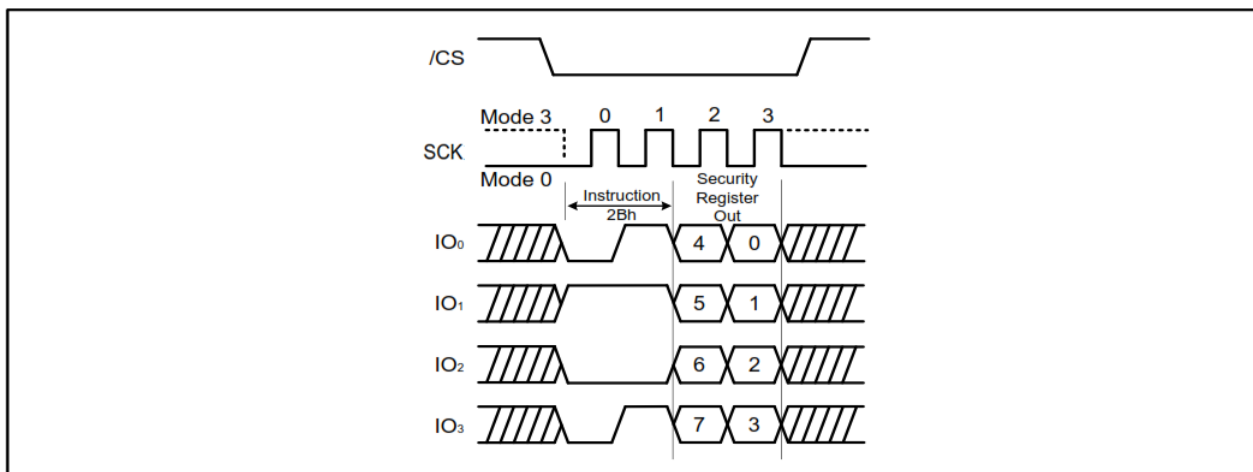 /CS
Mode 3 0 1 2 3
SCK
Mode 0
Instruction
2Bh
Security
Register
Out
IO₀ 4 0
IO₁ 5 1
IO₂ 6 2
IO₃ 7 3